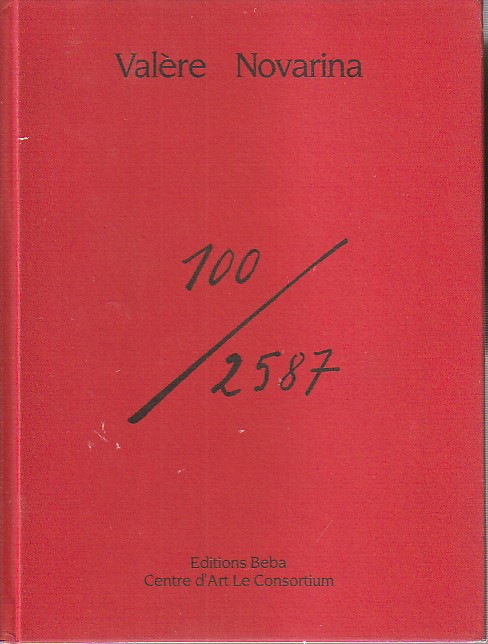 Valère Novarina
100
/
2587
Editions Beba
Centre d'Art Le Consortium